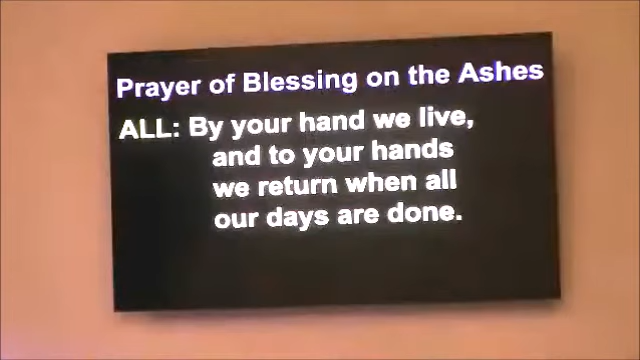 Prayer of Blessing on the Ashes
ALL: By your hand we live,
and to your hands
we return when all
our days are done.